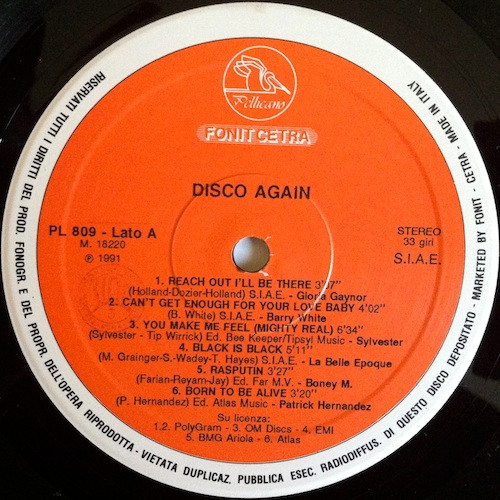 Pellicano
FONIT CETRA
DISCO AGAIN
PL 809 - Lato A
M. 18220
℗ 1991
STEREO
33 giri
S.I.A.E.
1. REACH OUT I'LL BE THERE
(Holland-Dozier-Holland) S.I.A.E. - Gloria Gaynor
2. CAN'T GET ENOUGH FOR YOUR LOVE BABY 4'02"
(B. White) S.I.A.E. - Barry White
3. YOU MAKE ME FEEL (MIGHTY REAL) 6'34"
(Sylvester - Tip Wirrick) Ed. Bee Keeper/Tipsyl Music - Sylvester
4. BLACK IS BLACK 5'11"
(M. Grainger-S.-Wadey-T. Hayes) S.I.A.E. - La Belle Epoque
5. RASPUTIN 3'27"
(Farian-Reyam-Jay) Ed. Far M.V. - Boney M.
6. BORN TO BE ALIVE 3'20"
(P. Hernandez) Ed. Atlas Music - Patrick Hernandez
Su licenza:
1.2. PolyGram - 3. OM Discs - 4. EMI
5. BMG Ariola - 6. Atlas
RISERVATI TUTTI I DIRITTI DEL PROD. FONOGR. E DEL PROPR. DELL'OPERA RIPRODOTTA - VIETATA DUPLICAZ. PUBBLICA ESEC. RADIODIFFUS. DI QUESTO DISCO DEPOSITATO - MARKETED BY FONIT - CETRA - MADE IN ITALY